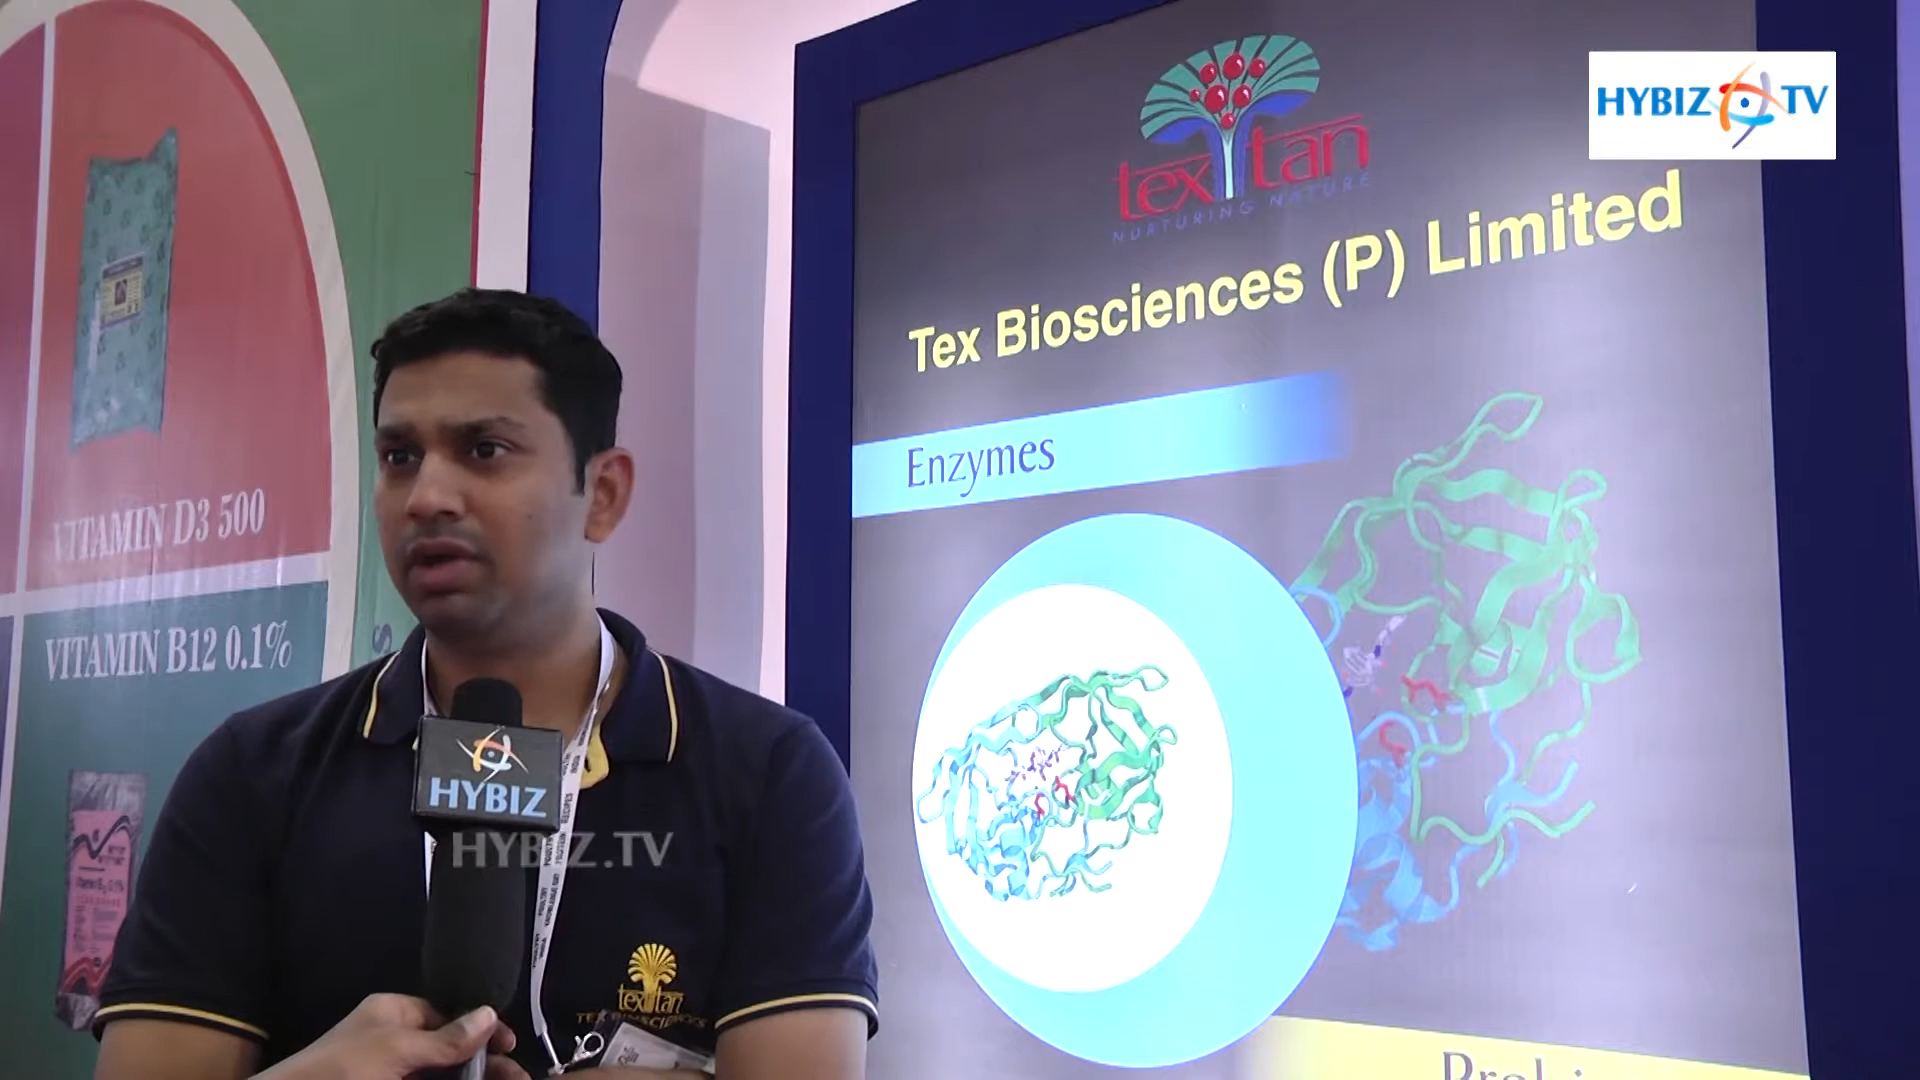 HYBIZ TV
tex tan
NURTURING NATURE
Tex Biosciences (P) Limited
Enzymes
VITAMIN D3 500
VITAMIN B12 0.1%
HYBIZ
HYBIZ.TV
tex tan
TEX BIOSCIENCES